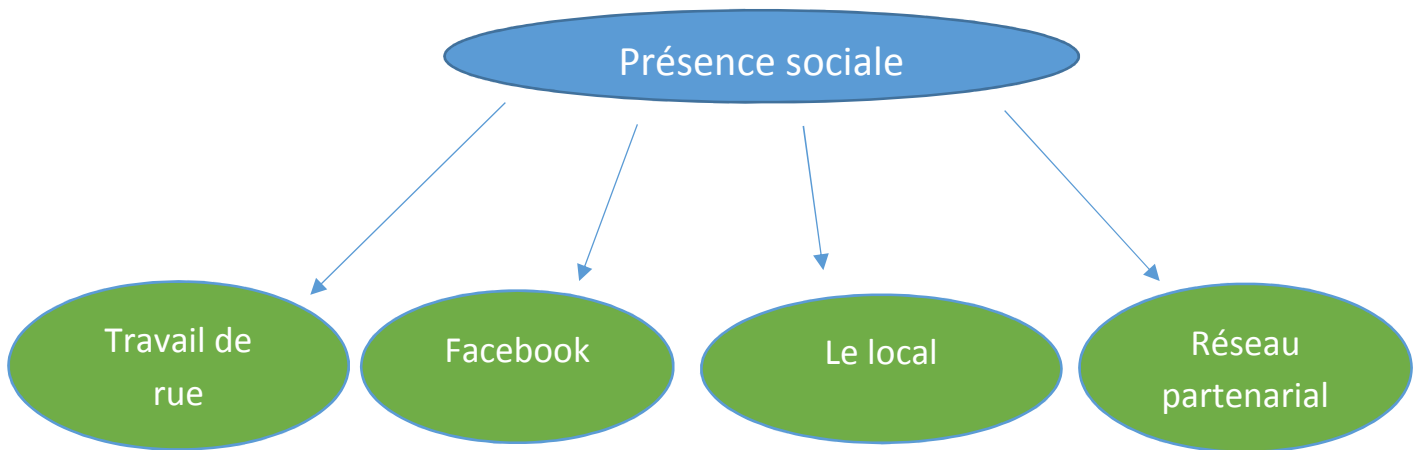 Présence sociale
Travail de
rue
Facebook
Le local
Réseau
partenarial